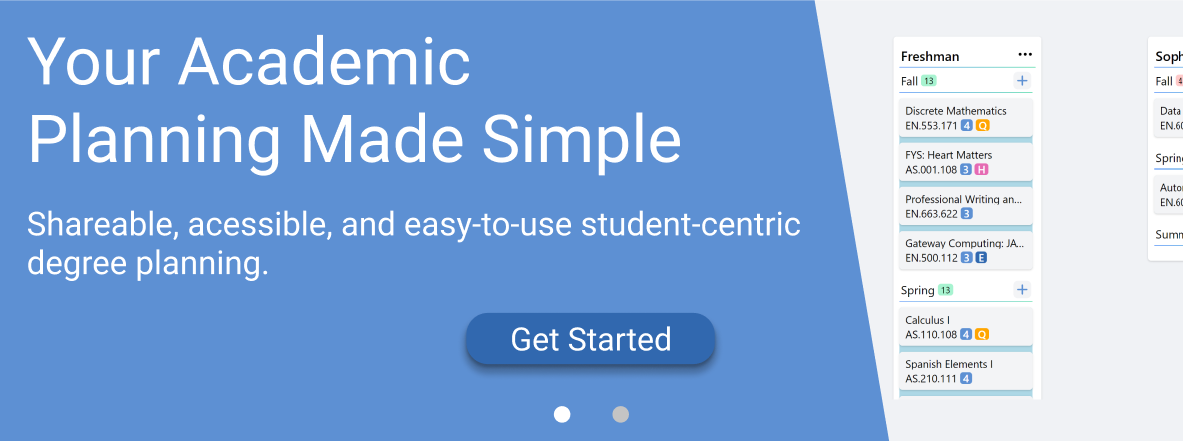 Your Academic
Planning Made Simple
Shareable, acessible, and easy-to-use student-centric
degree planning.
Get Started
Freshman
Fall 13 +
Discrete Mathematics
EN.553.171 4 Q
FYS: Heart Matters
AS.001.108 3 H
Professional Writing an...
EN.663.622 3
Gateway Computing: JA...
EN.500.112 3 E
Spring 13 +
Calculus I
AS.110.108 4 Q
Spanish Elements I
AS.210.111 4
Soph
Fall 4
Data
EN.60
Spring
Auto
EN.60
Summ